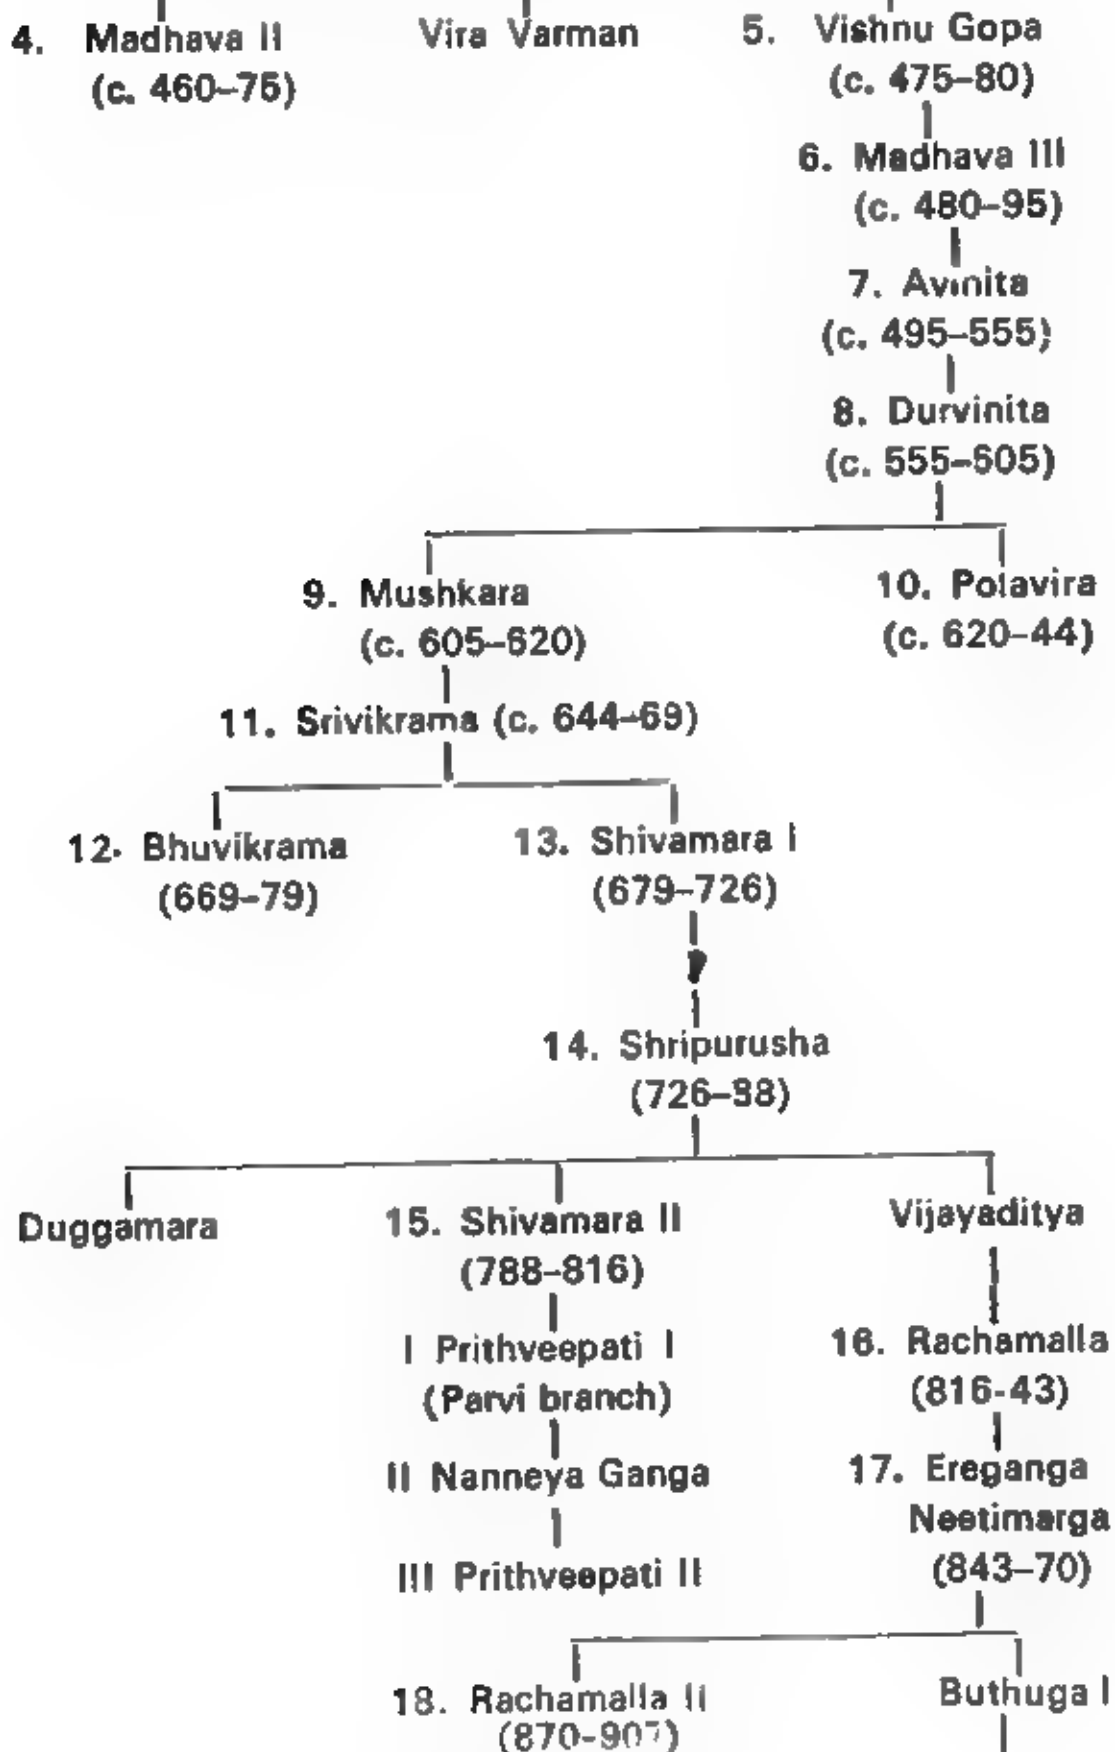 4. Madhava II Vira Varman 5. Vishnu Gopa
(c. 460–75) (c. 475–80)
6. Madhava III
(c. 480–95)
7. Avinita
(c. 495–555)
8. Durvinita
(c. 555–605)
9. Mushkara 10. Polavira
(c. 605–620) (c. 620–44)
11. Srivikrama (c. 644–69)
12. Bhuvikrama 13. Shivamara I
(669–79) (679–726)
14. Shripurusha
(726–88)
Duggamara 15. Shivamara II Vijayaditya
(788–816)
I Prithveepati I 16. Rachamalla
(Parvi branch) (816-43)
II Nanneya Ganga 17. Ereganga
Neetimarga
III Prithveepati II (843–70)
18. Rachamalla II Buthuga I
(870-907)